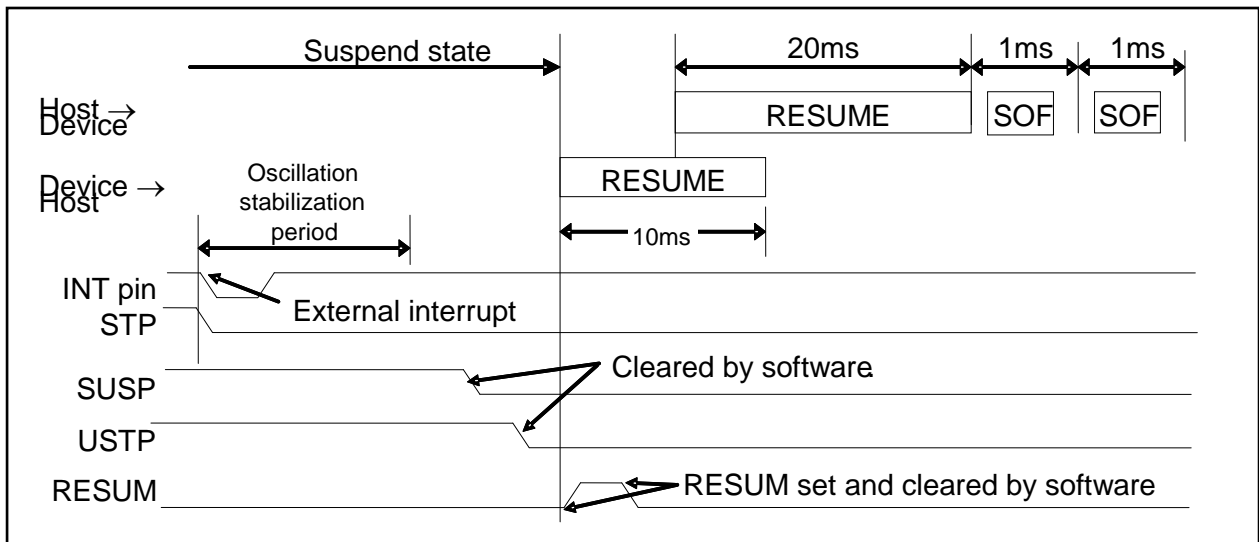 Suspend state
20ms
1ms
1ms
Host →
Device
RESUME
SOF
SOF
Device →
Host
RESUME
Oscillation
stabilization
period
10ms
INT pin
External interrupt
STP
Cleared by software.
SUSP
USTP
RESUM
RESUM set and cleared by software